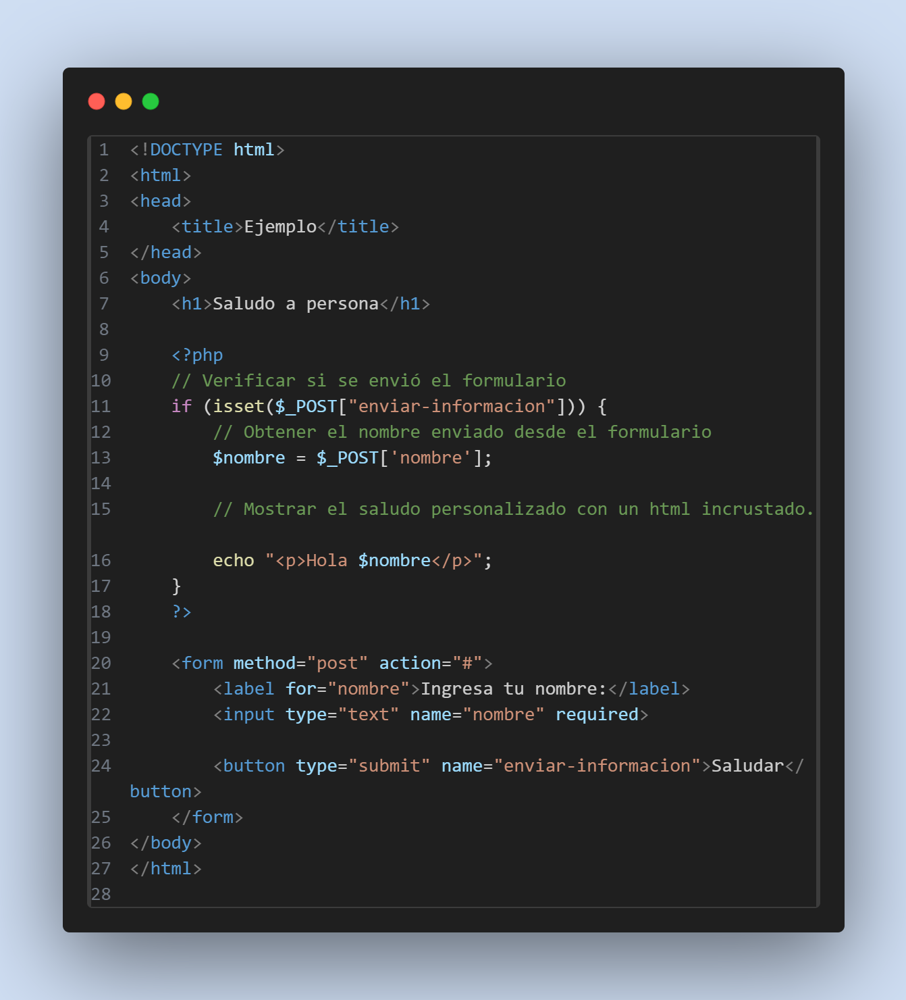 1 <!DOCTYPE html>
2 <html>
3 <head>
4     <title>Ejemplo</title>
5 </head>
6 <body>
7     <h1>Saludo a persona</h1>
8
9     <?php
10     // Verificar si se envió el formulario
11     if (isset($_POST["enviar-informacion"])) {
12         // Obtener el nombre enviado desde el formulario
13         $nombre = $_POST['nombre'];
14
15         // Mostrar el saludo personalizado con un html incrustado.
16         echo "<p>Hola $nombre</p>";
17     }
18     ?>
19
20     <form method="post" action="#">
21         <label for="nombre">Ingresa tu nombre:</label>
22         <input type="text" name="nombre" required>
23
24         <button type="submit" name="enviar-informacion">Saludar</
button>
25     </form>
26 </body>
27 </html>
28